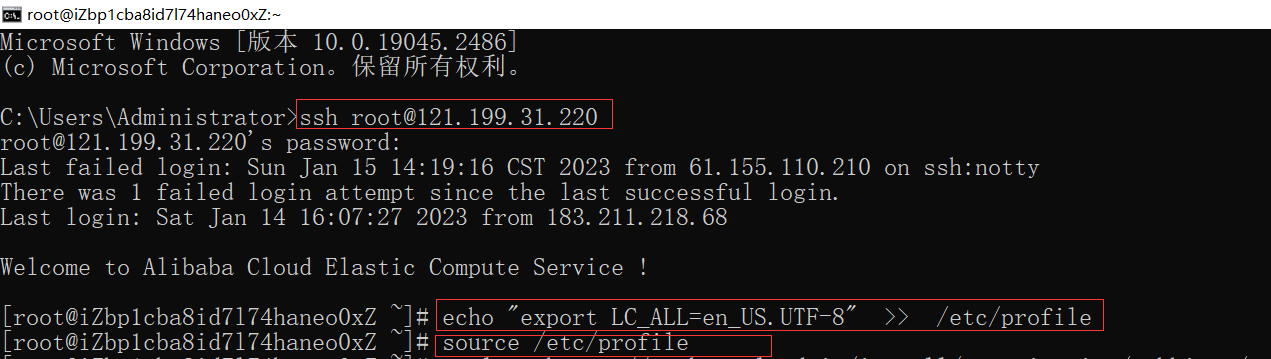 root@iZbp1cba8id7l74haneo0xZ:~
Microsoft Windows [版本 10.0.19045.2486]
(c) Microsoft Corporation。保留所有权利。
C:\Users\Administrator>ssh root@121.199.31.220
root@121.199.31.220's password:
Last failed login: Sun Jan 15 14:19:16 CST 2023 from 61.155.110.210 on ssh:notty
There was 1 failed login attempt since the last successful login.
Last login: Sat Jan 14 16:07:27 2023 from 183.211.218.68
Welcome to Alibaba Cloud Elastic Compute Service !
[root@iZbp1cba8id7l74haneo0xZ ~]# echo "export LC_ALL=en_US.UTF-8"  >>  /etc/profile
[root@iZbp1cba8id7l74haneo0xZ ~]# source /etc/profile